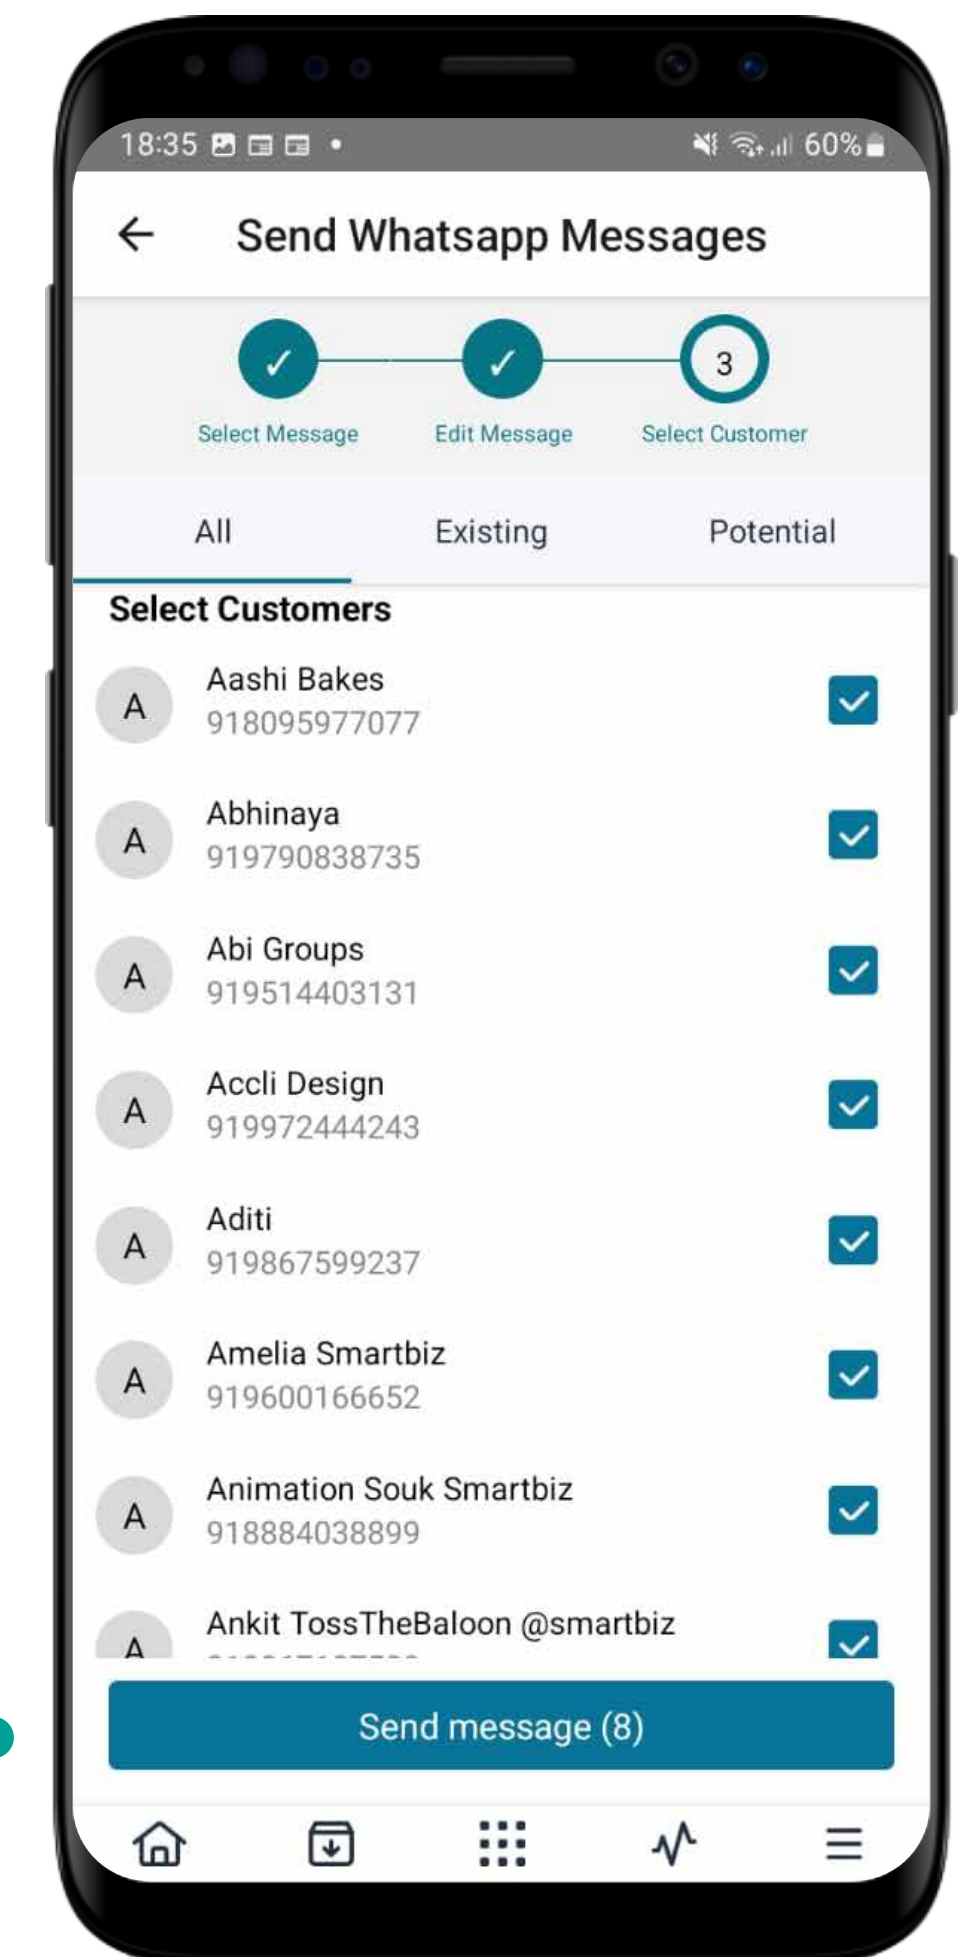 18:35
60%
Send Whatsapp Messages
3
Select Message
Edit Message
Select Customer
All
Existing
Potential
Select Customers
A
Aashi Bakes
918095977077
A
Abhinaya
919790838735
A
Abi Groups
919514403131
A
Accli Design
919972444243
A
Aditi
919867599237
A
Amelia Smartbiz
919600166652
A
Animation Souk Smartbiz
918884038899
A
Ankit TossTheBaloon @smartbiz
Send message (8)